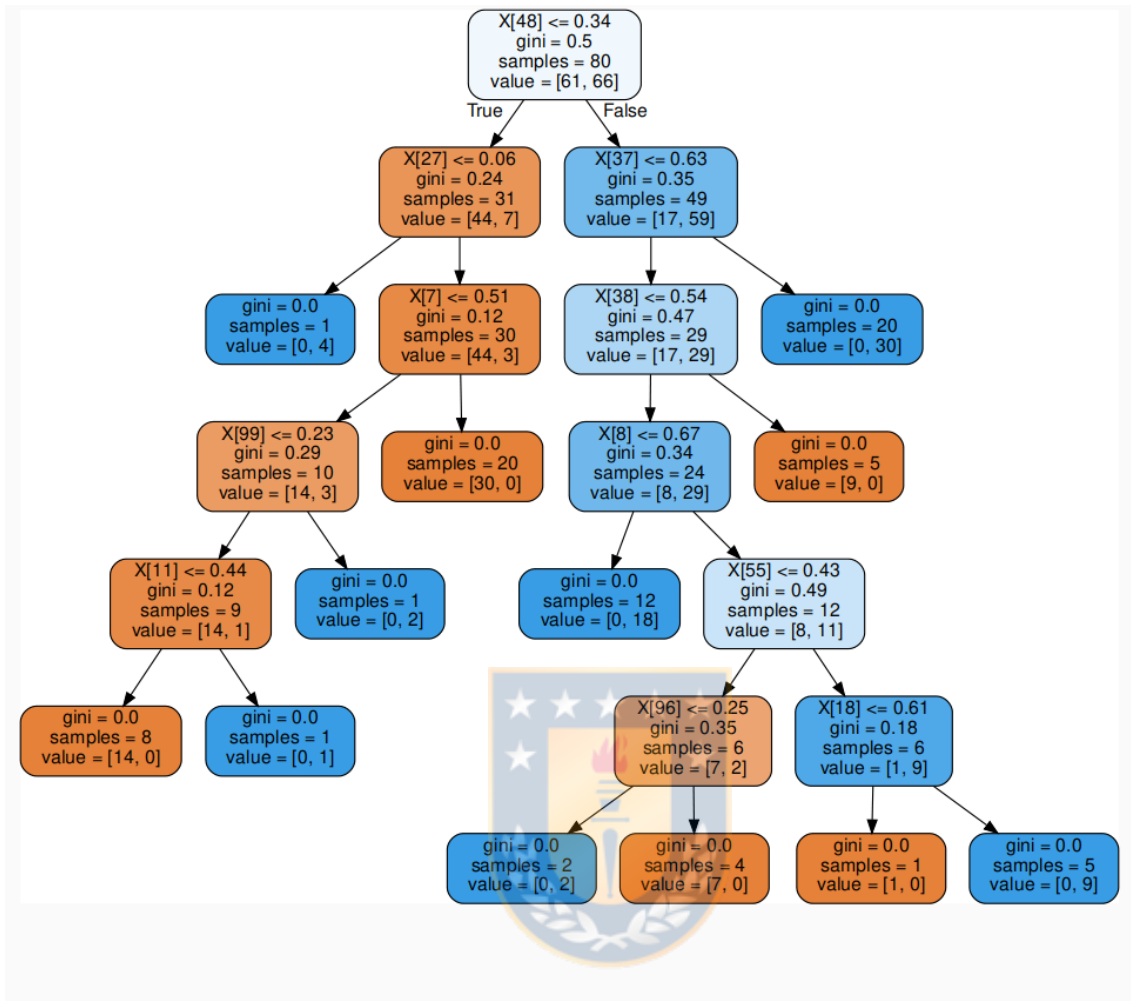 X[48] <= 0.34
gini = 0.5
samples = 80
value = [61, 66]
True
False
X[27] <= 0.06
gini = 0.24
samples = 31
value = [44, 7]
X[37] <= 0.63
gini = 0.35
samples = 49
value = [17, 59]
gini = 0.0
samples = 1
value = [0, 4]
X[7] <= 0.51
gini = 0.12
samples = 30
value = [44, 3]
X[38] <= 0.54
gini = 0.47
samples = 29
value = [17, 29]
gini = 0.0
samples = 20
value = [0, 30]
X[99] <= 0.23
gini = 0.29
samples = 10
value = [14, 3]
gini = 0.0
samples = 20
value = [30, 0]
X[8] <= 0.67
gini = 0.34
samples = 24
value = [8, 29]
gini = 0.0
samples = 5
value = [9, 0]
X[11] <= 0.44
gini = 0.12
samples = 9
value = [14, 1]
gini = 0.0
samples = 1
value = [0, 2]
gini = 0.0
samples = 12
value = [0, 18]
X[55] <= 0.43
gini = 0.49
samples = 12
value = [8, 11]
gini = 0.0
samples = 8
value = [14, 0]
gini = 0.0
samples = 1
value = [0, 1]
X[96] <= 0.25
gini = 0.35
samples = 6
value = [7, 2]
X[18] <= 0.61
gini = 0.18
samples = 6
value = [1, 9]
gini = 0.0
samples = 2
value = [0, 2]
gini = 0.0
samples = 4
value = [7, 0]
gini = 0.0
samples = 1
value = [1, 0]
gini = 0.0
samples = 5
value = [0, 9]